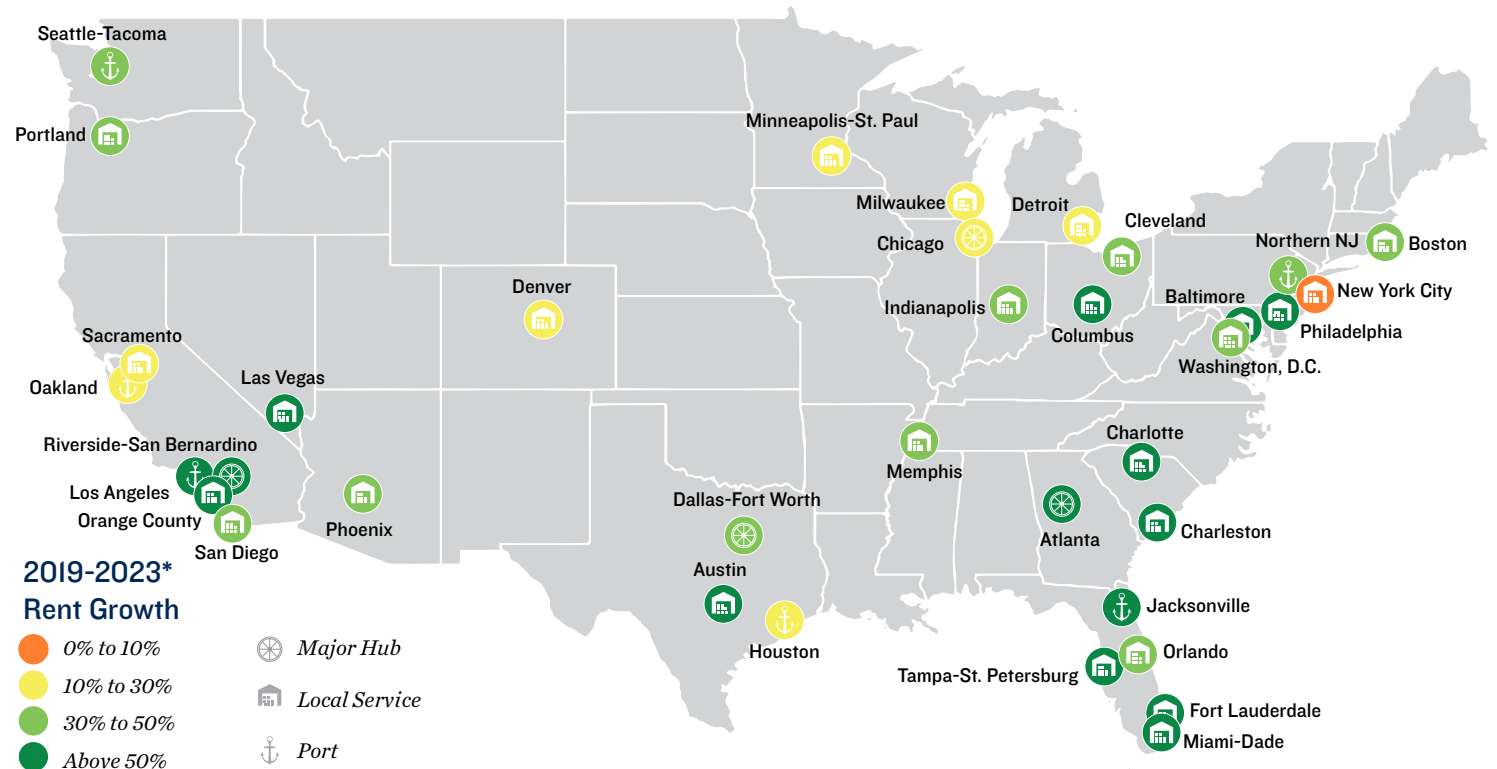 Seattle-Tacoma
Portland
Minneapolis-St. Paul
Milwaukee
Detroit
Chicago
Cleveland
Northern NJ
Boston
Denver
Indianapolis
Baltimore
New York City
Sacramento
Columbus
Philadelphia
Oakland
Las Vegas
Washington, D.C.
Riverside-San Bernardino
Charlotte
Memphis
Los Angeles
Dallas-Fort Worth
Orange County
Phoenix
Atlanta
Charleston
San Diego
Austin
Jacksonville
Houston
Orlando
Tampa-St. Petersburg
Fort Lauderdale
Miami-Dade
2019-2023*
Rent Growth
0% to 10%
10% to 30%
30% to 50%
Above 50%
Major Hub
Local Service
Port